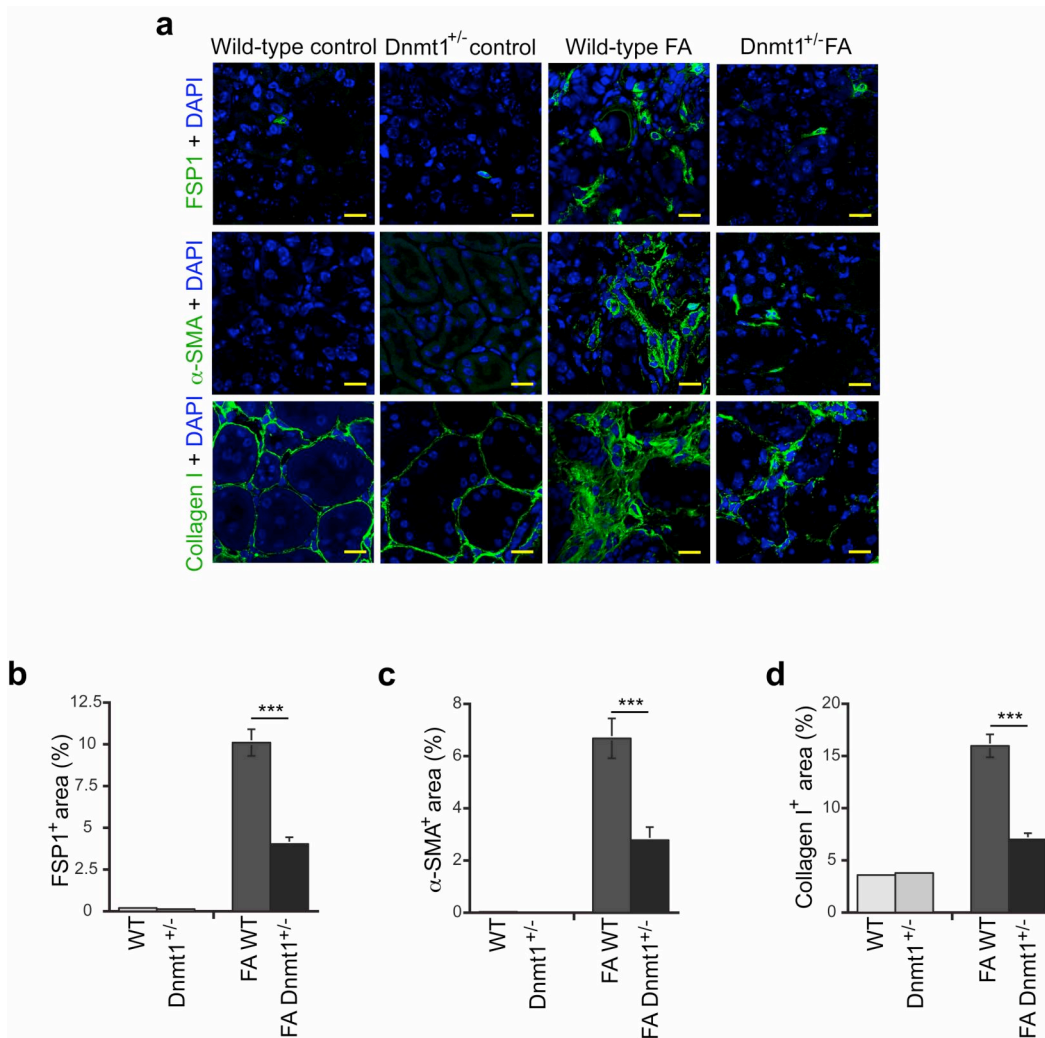 a
Wild-type control Dnmt1+/- control Wild-type FA Dnmt1+/- FA
FSP1 + DAPI
α-SMA + DAPI
Collagen I + DAPI
b
FSP1+ area (%)
12.5
10
7.5
5
2.5
0
***
WT
Dnmt1+/-
FA WT
FA Dnmt1+/-
c
α-SMA+ area (%)
8
6
4
2
0
***
WT
Dnmt1+/-
FA WT
FA Dnmt1+/-
d
Collagen I+ area (%)
20
15
10
5
0
***
WT
Dnmt1+/-
FA WT
FA Dnmt1+/-